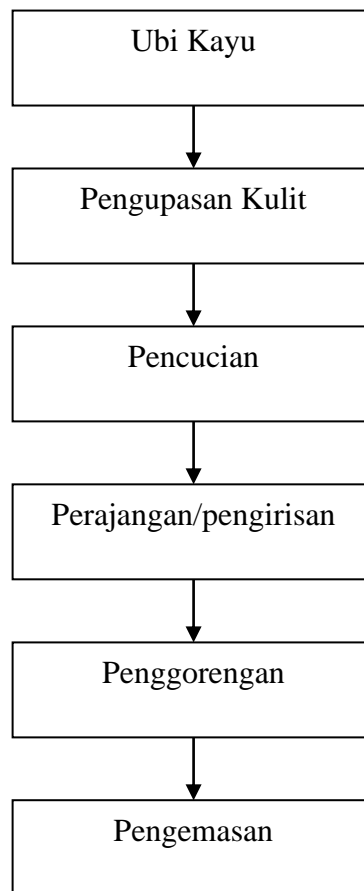 Ubi Kayu
Pengupasan Kulit
Pencucian
Perajangan/pengirisan
Penggorengan
Pengemasan